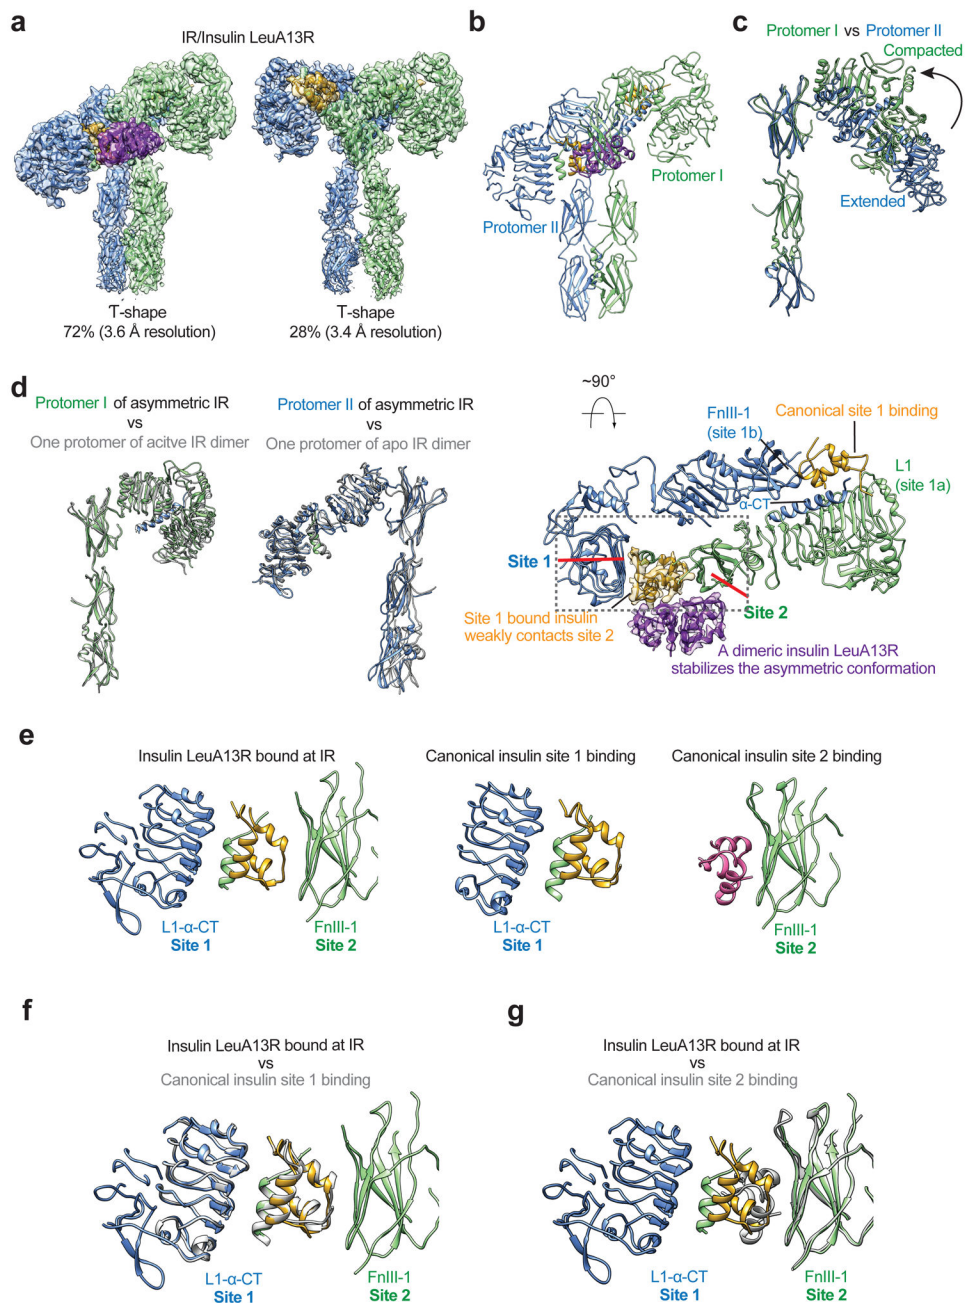 a
IR/Insulin LeuA13R
Ƭ-shape
72% (3.6 Å resolution)
T-shape
28% (3.4 Å resolution)
b
Protomer I
Protomer II
c
Protomer I vs Protomer II
Compacted
Extended
d
Protomer I of asymmetric IR
vs
One protomer of acitve IR dimer
Protomer II of asymmetric IR
vs
One protomer of apo IR dimer
~90°
FnIII-1
(site 1b)
Canonical site 1 binding
L1
(site 1a)
α-CT
Site 1
Site 2
Site 1 bound insulin
weakly contacts site 2
A dimeric insulin LeuA13R
stabilizes the asymmetric conformation
e
Insulin LeuA13R bound at IR
L1-α-CT
Site 1
FnIII-1
Site 2
Canonical insulin site 1 binding
L1-α-CT
Site 1
Canonical insulin site 2 binding
FnIII-1
Site 2
f
Insulin LeuA13R bound at IR
vs
Canonical insulin site 1 binding
L1-α-CT
Site 1
FnIII-1
Site 2
g
Insulin LeuA13R bound at IR
vs
Canonical insulin site 2 binding
L1-α-CT
Site 1
FnIII-1
Site 2